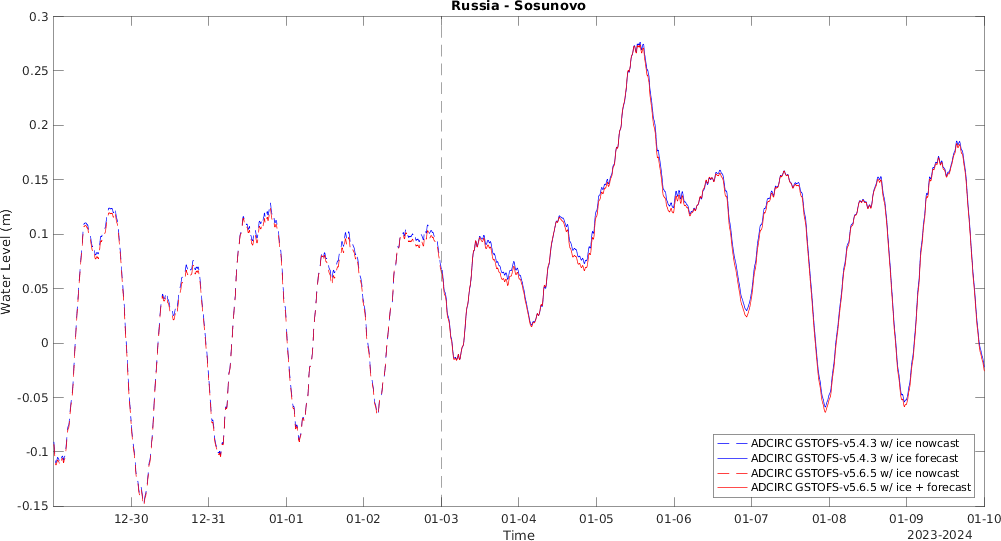 Russia - Sosunovo
0.3
0.25
0.2
0.15
0.1
0.05
0
-0.05
-0.1
-0.15
Water Level (m)
12-30 12-31 01-01 01-02 01-03 01-04 01-05 01-06 01-07 01-08 01-09 01-10
Time
2023-2024
ADCIRC GSTOFS-v5.4.3 w/ ice nowcast
ADCIRC GSTOFS-v5.4.3 w/ ice forecast
ADCIRC GSTOFS-v5.6.5 w/ ice nowcast
ADCIRC GSTOFS-v5.6.5 w/ ice + forecast